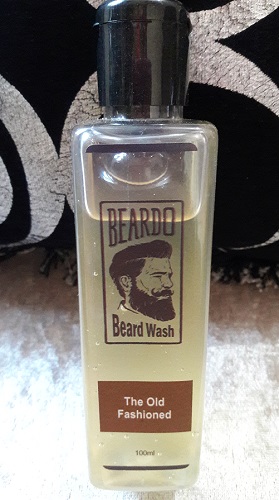 BEARDO
Beard Wash
The Old
Fashioned
100ml